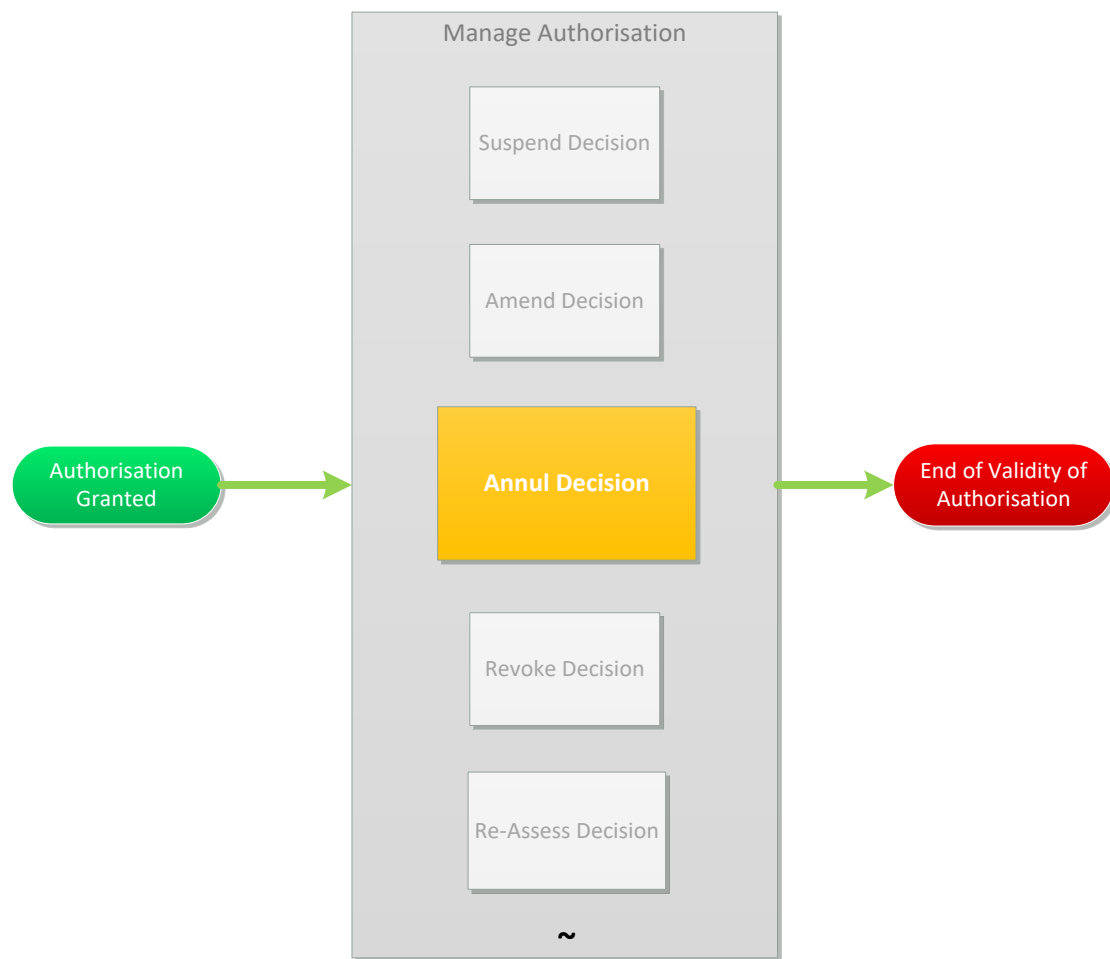 Manage Authorisation
Suspend Decision
Amend Decision
Authorisation
Granted
Annul Decision
End of Validity of
Authorisation
Revoke Decision
Re-Assess Decision
~